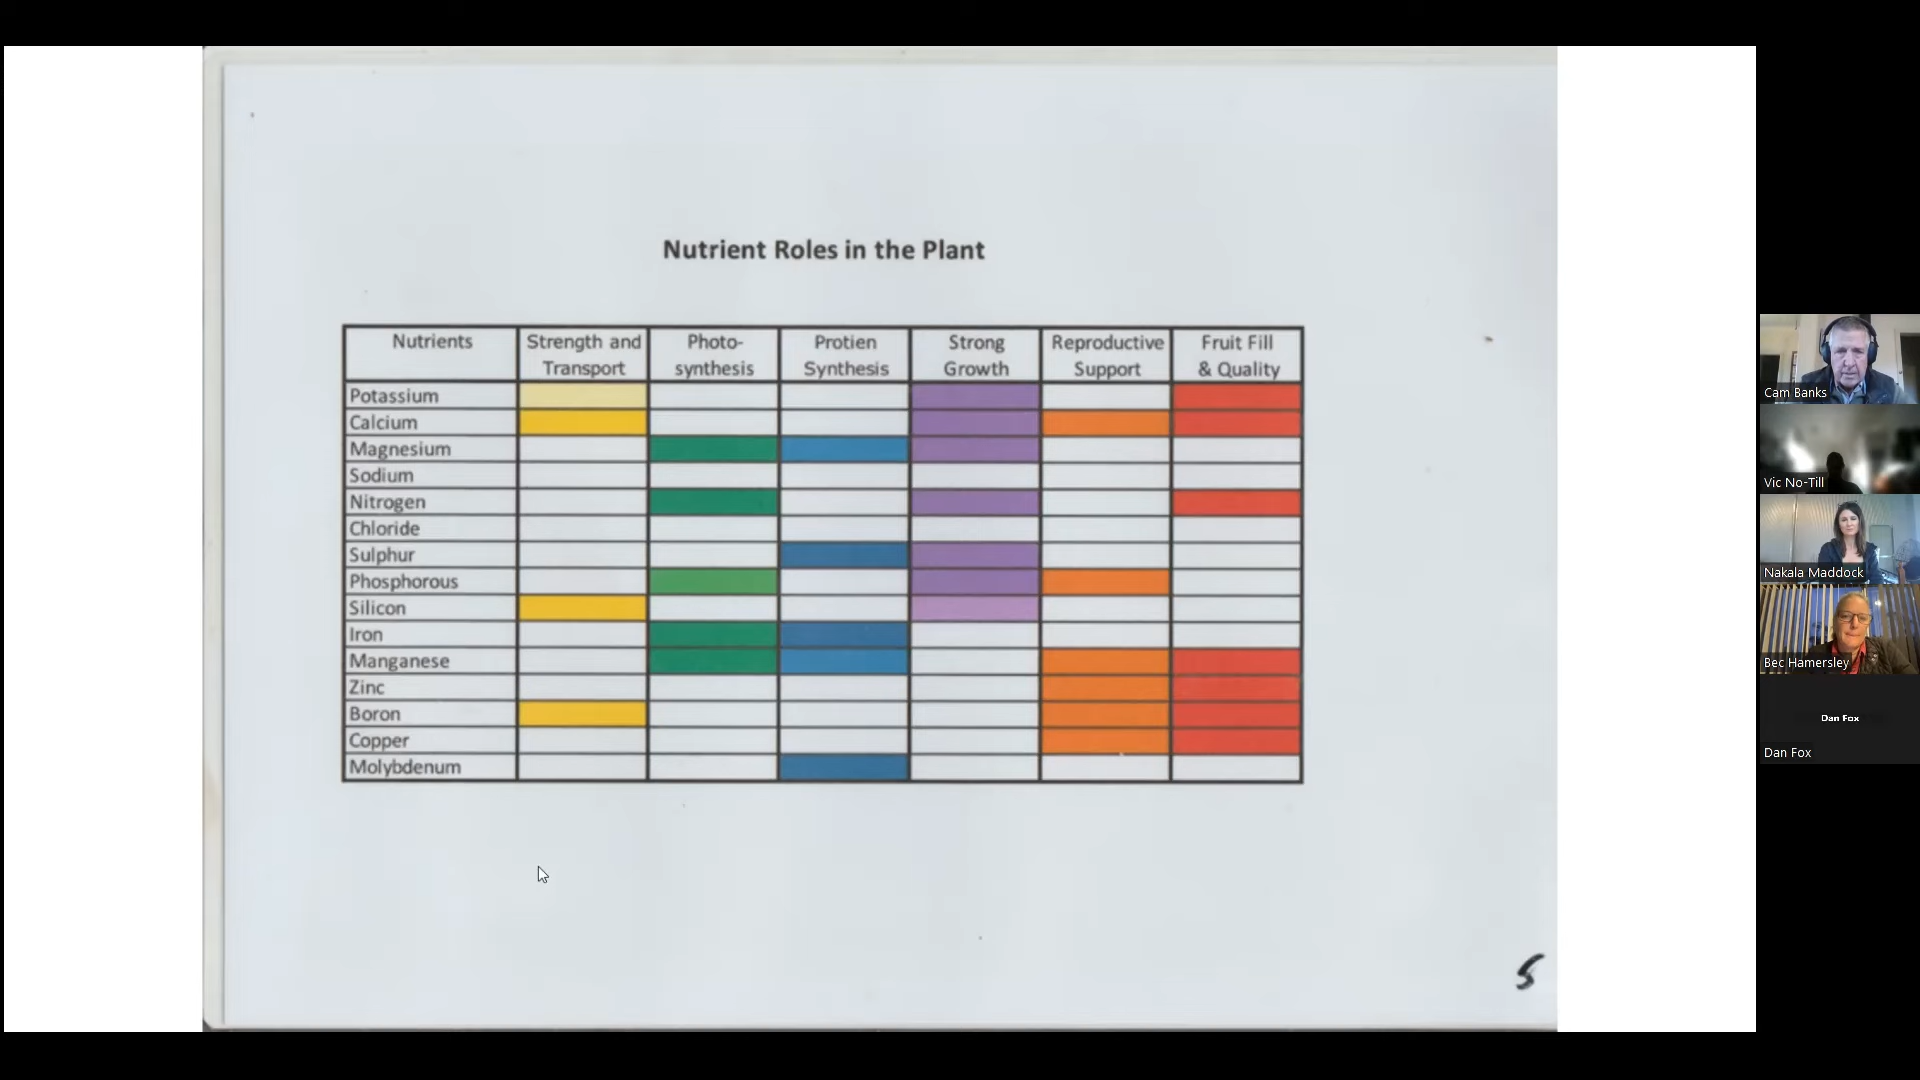 Nutrient Roles in the Plant
Nutrients
Strength and
Transport
Photo-
synthesis
Protien
Synthesis
Strong
Growth
Reproductive
Support
Fruit Fill
& Quality
Potassium
Calcium
Magnesium
Sodium
Nitrogen
Chloride
Sulphur
Phosphorous
Silicon
Iron
Manganese
Zinc
Boron
Copper
Molybdenum
5
Cam Banks
Vic No-Till
Nakala Maddock
Bec Hamersley
Dan Fox
Dan Fox